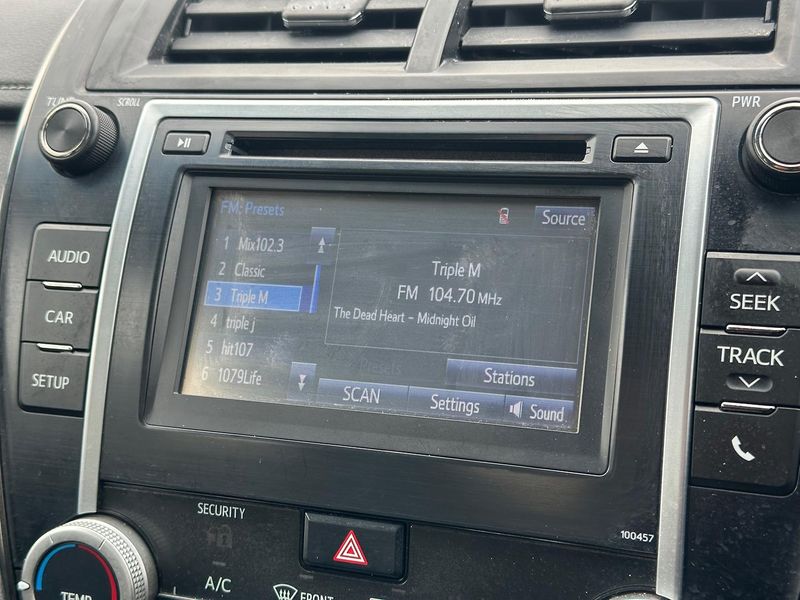 TUNE SCROLL
PWR
AUDIO
CAR
SETUP
FM: Presets
Source
1 Mix102.3
2 Classic
3 Triple M
4 triple j
5 hit107
6 1079Life
Triple M
FM 104.70 MHz
The Dead Heart - Midnight Oil
Stations
SCAN
Settings
Sound
SEEK
TRACK
SECURITY
100457
TEMP
A/C
FRONT